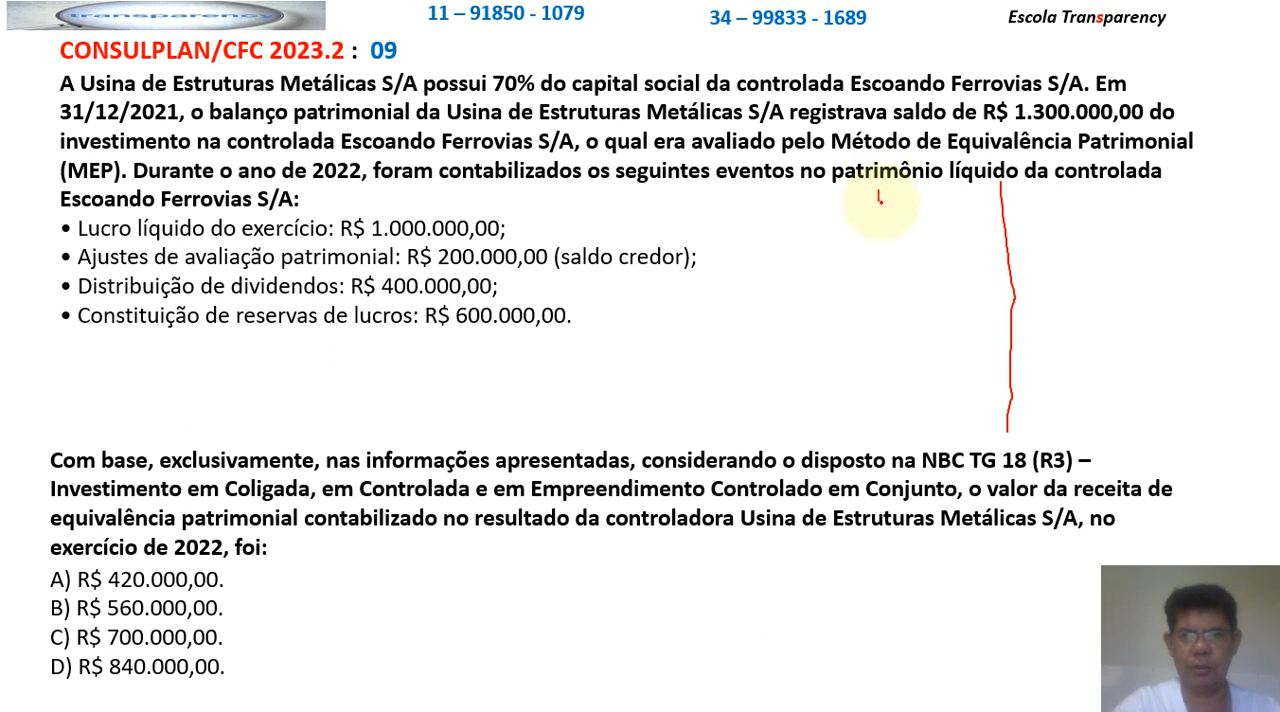 transparency
11 – 91850 - 1079
34 – 99833 - 1689
Escola Transparency
CONSULPLAN/CFC 2023.2 : 09
A Usina de Estruturas Metálicas S/A possui 70% do capital social da controlada Escoando Ferrovias S/A. Em
31/12/2021, o balanço patrimonial da Usina de Estruturas Metálicas S/A registrava saldo de R$ 1.300.000,00 do
investimento na controlada Escoando Ferrovias S/A, o qual era avaliado pelo Método de Equivalência Patrimonial
(MEP). Durante o ano de 2022, foram contabilizados os seguintes eventos no patrimônio líquido da controlada
Escoando Ferrovias S/A:
• Lucro líquido do exercício: R$ 1.000.000,00;
• Ajustes de avaliação patrimonial: R$ 200.000,00 (saldo credor);
• Distribuição de dividendos: R$ 400.000,00;
• Constituição de reservas de lucros: R$ 600.000,00.
Com base, exclusivamente, nas informações apresentadas, considerando o disposto na NBC TG 18 (R3) –
Investimento em Coligada, em Controlada e em Empreendimento Controlado em Conjunto, o valor da receita de
equivalência patrimonial contabilizado no resultado da controladora Usina de Estruturas Metálicas S/A, no
exercício de 2022, foi:
A) R$ 420.000,00.
B) R$ 560.000,00.
C) R$ 700.000,00.
D) R$ 840.000,00.